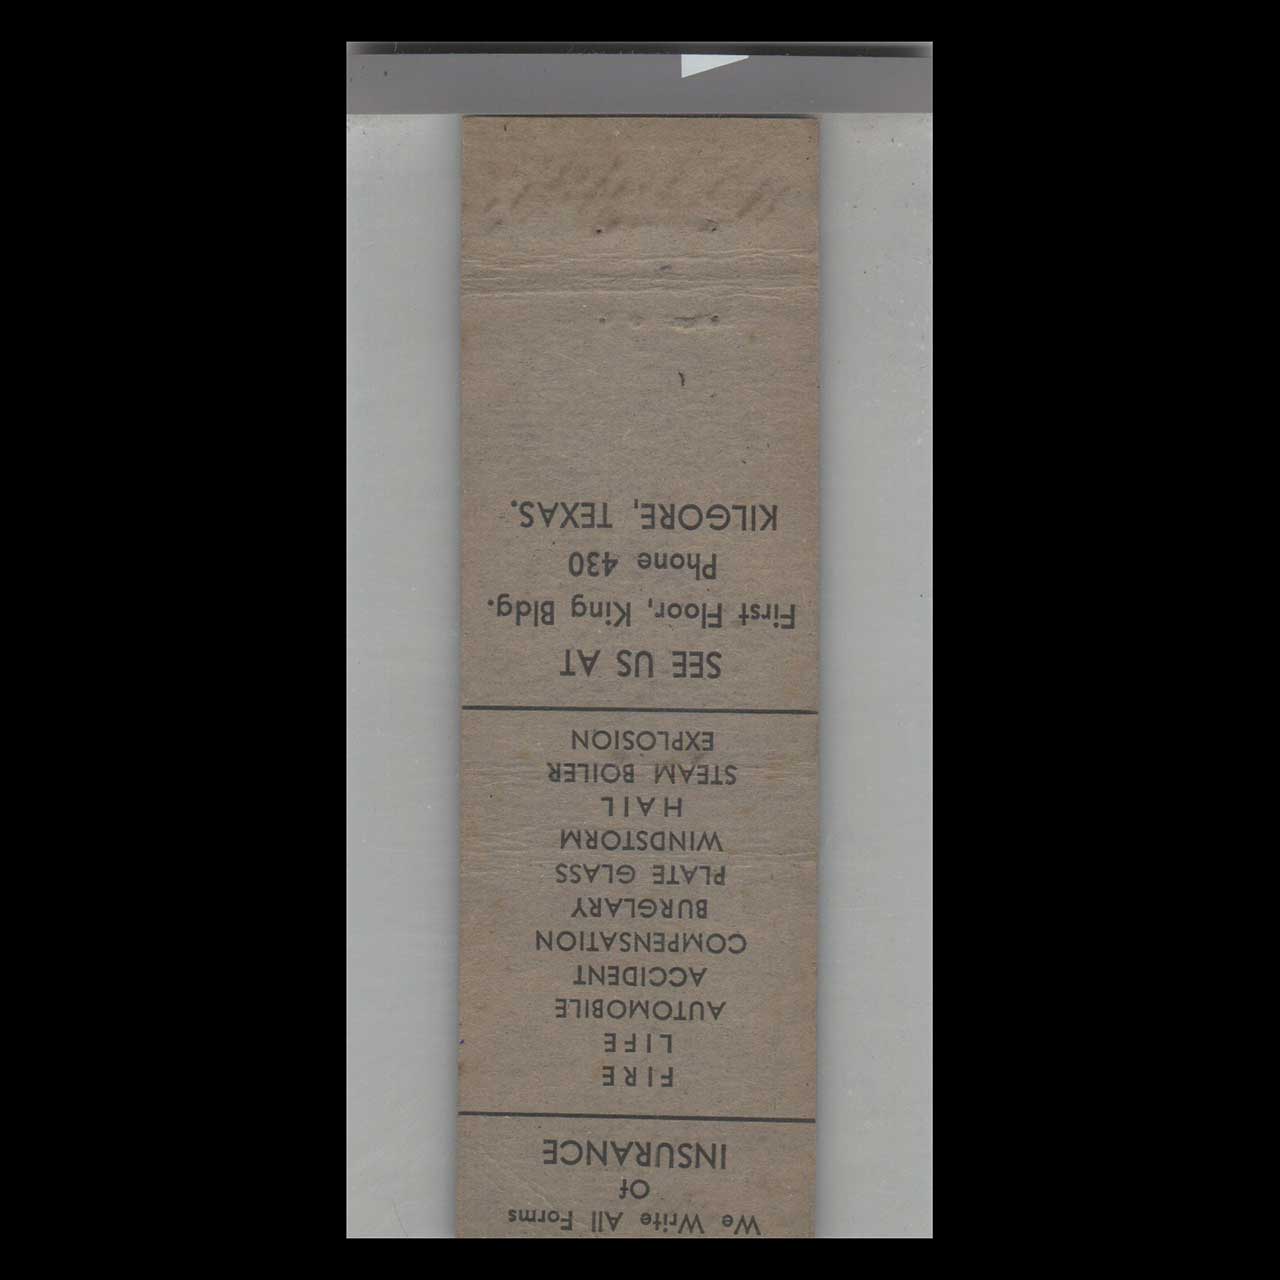 We Write All Forms
Of
INSURANCE
FIRE
LIFE
AUTOMOBILE
ACCIDENT
COMPENSATION
BURGLARY
PLATE GLASS
WINDSTORM
HAIL
STEAM BOILER
EXPLOSION
SEE US AT
First Floor, King Bldg.
Phone 430
KILGORE, TEXAS.